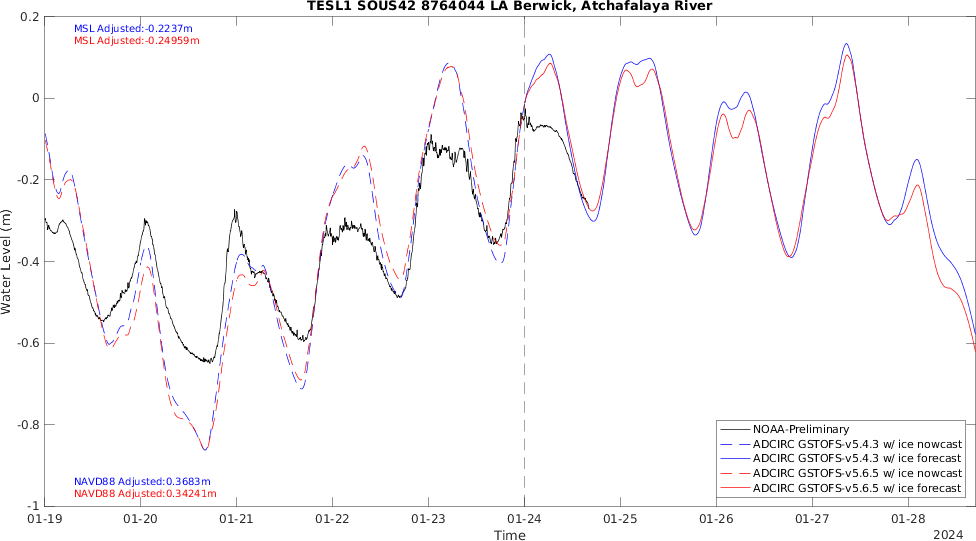 TESL1 SOUS42 8764044 LA Berwick, Atchafalaya River
MSL Adjusted:-0.2237m
MSL Adjusted:-0.24959m
0.2
0
-0.2
-0.4
-0.6
-0.8
-1
Water Level (m)
NAVD88 Adjusted:0.3683m
NAVD88 Adjusted:0.34241m
NOAA-Preliminary
ADCIRC GSTOFS-v5.4.3 w/ ice nowcast
ADCIRC GSTOFS-v5.4.3 w/ ice forecast
ADCIRC GSTOFS-v5.6.5 w/ ice nowcast
ADCIRC GSTOFS-v5.6.5 w/ ice forecast
01-19 01-20 01-21 01-22 01-23 01-24 01-25 01-26 01-27 01-28
Time
2024